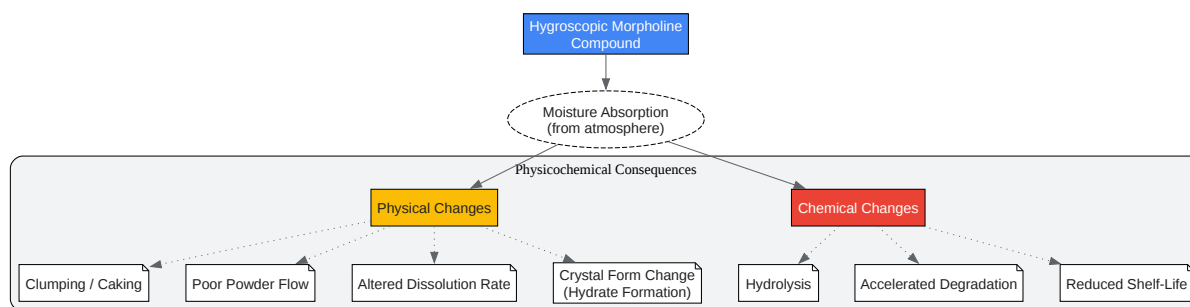 Hygroscopic Morpholine
Compound
Moisture Absorption
(from atmosphere)
Physicochemical Consequences
Physical Changes
Chemical Changes
Clumping / Caking
Poor Powder Flow
Altered Dissolution Rate
Crystal Form Change
(Hydrate Formation)
Hydrolysis
Accelerated Degradation
Reduced Shelf-Life